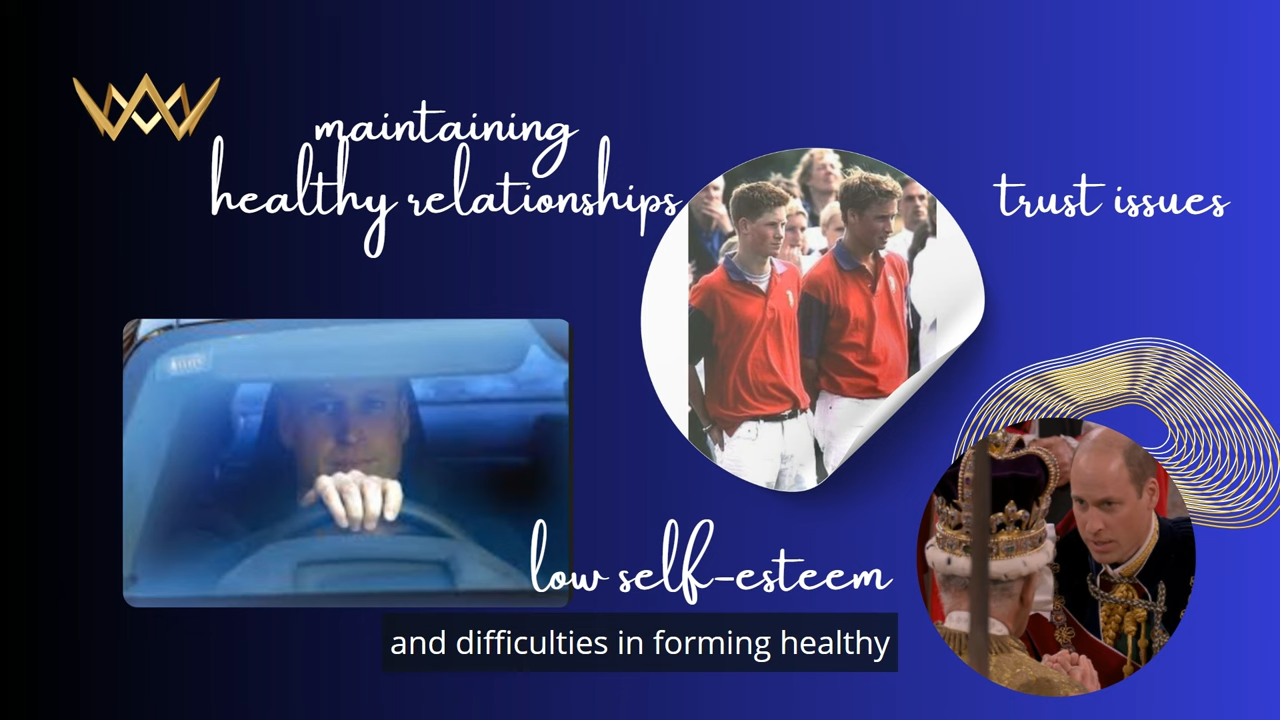 maintaining
healthy relationships
trust issues
low self-esteem
and difficulties in forming healthy